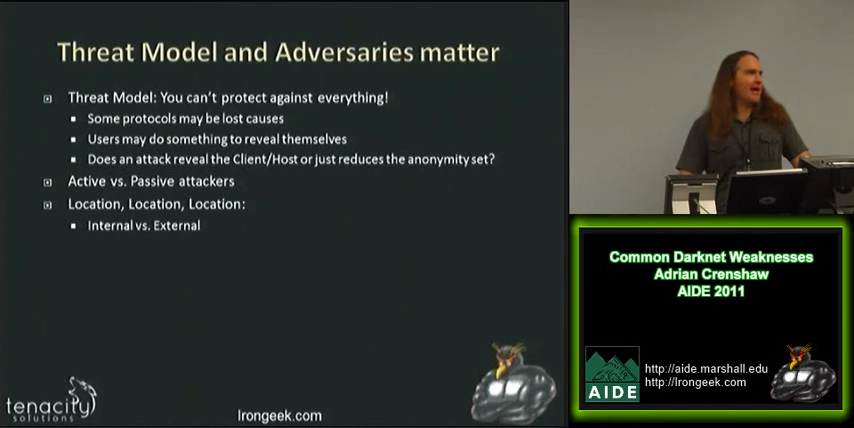 Threat Model and Adversaries matter
Threat Model: You can't protect against everything!
Some protocols may be lost causes
Users may do something to reveal themselves
Does an attack reveal the Client/Host or just reduces the anonymity set?
Active vs. Passive attackers
Location, Location, Location:
Internal vs. External
tenacity
solutions
Irongeek.com
Common Darknet Weaknesses
Adrian Crenshaw
AIDE 2011
AIDE
http://aide.marshall.edu
http://Irongeek.com